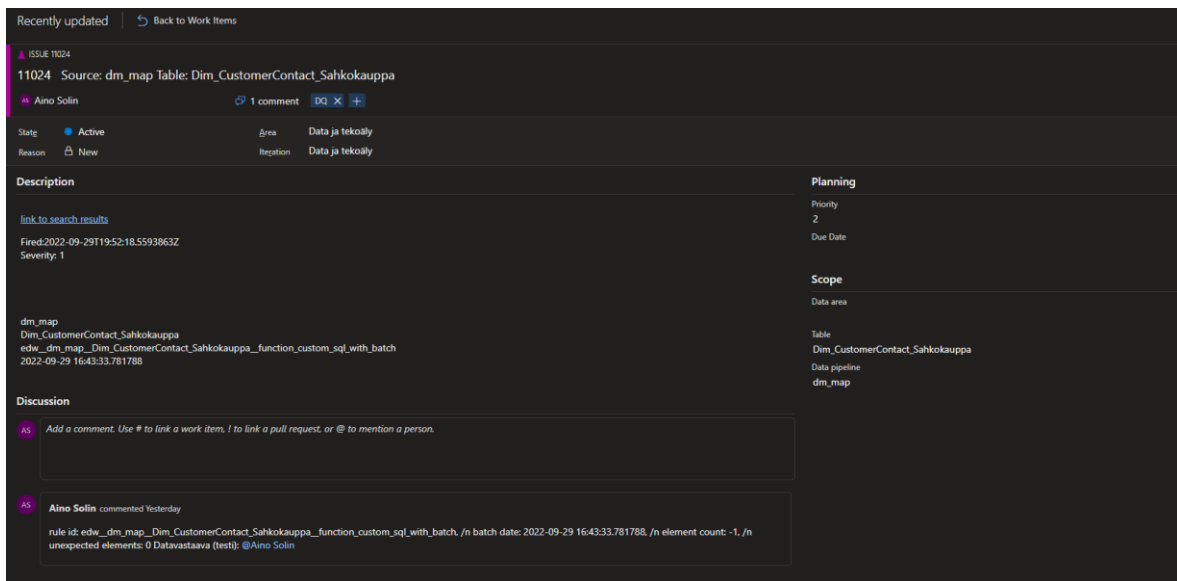 Recently updated
Back to Work Items
ISSUE 11024
11024 Source: dm_map Table: Dim_CustomerContact_Sahkokauppa
AS Aino Solin
1 comment
DQ
State Active
Area Data ja tekoäly
Reason New
Iteration Data ja tekoäly
Description
link to search results
Fired:2022-09-29T19:52:18.5593863Z
Severity: 1
dm_map
Dim_CustomerContact_Sahkokauppa
edw__dm_map__Dim_CustomerContact_Sahkokauppa__function_custom_sql_with_batch
2022-09-29 16:43:33.781788
Discussion
AS
Add a comment. Use # to link a work item, ! to link a pull request, or @ to mention a person.
AS
Aino Solin commented Yesterday
rule id: edw__dm_map__Dim_CustomerContact_Sahkokauppa__function_custom_sql_with_batch, /n batch date: 2022-09-29 16:43:33.781788, /n element count: -1, /n
unexpected elements: 0 Datavastaava (testi): @Aino Solin
Planning
Priority
2
Due Date
Scope
Data area
Table
Dim_CustomerContact_Sahkokauppa
Data pipeline
dm_map